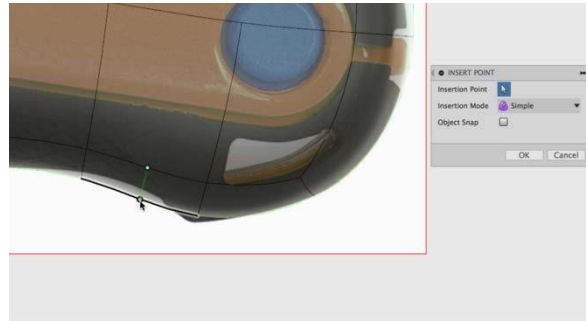 INSERT POINT
Insertion Point
Insertion Mode Simple
Object Snap
OK Cancel